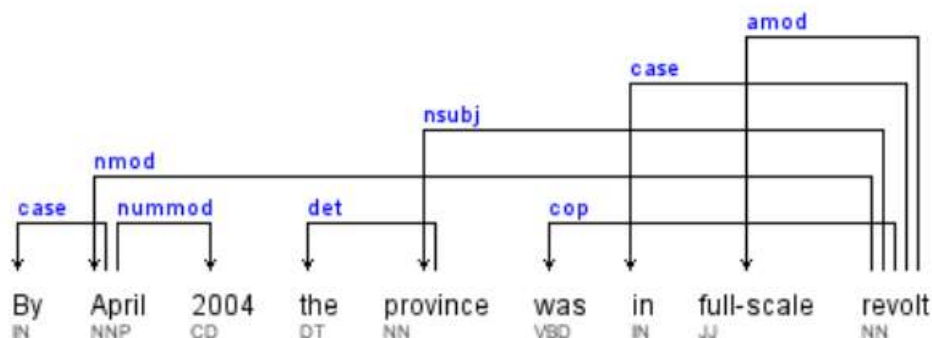 amod
case
nsubj
nmod
case nummod det cop
By April 2004 the province was in full-scale revolt
IN NNP CD DT NN VBD IN JJ NN